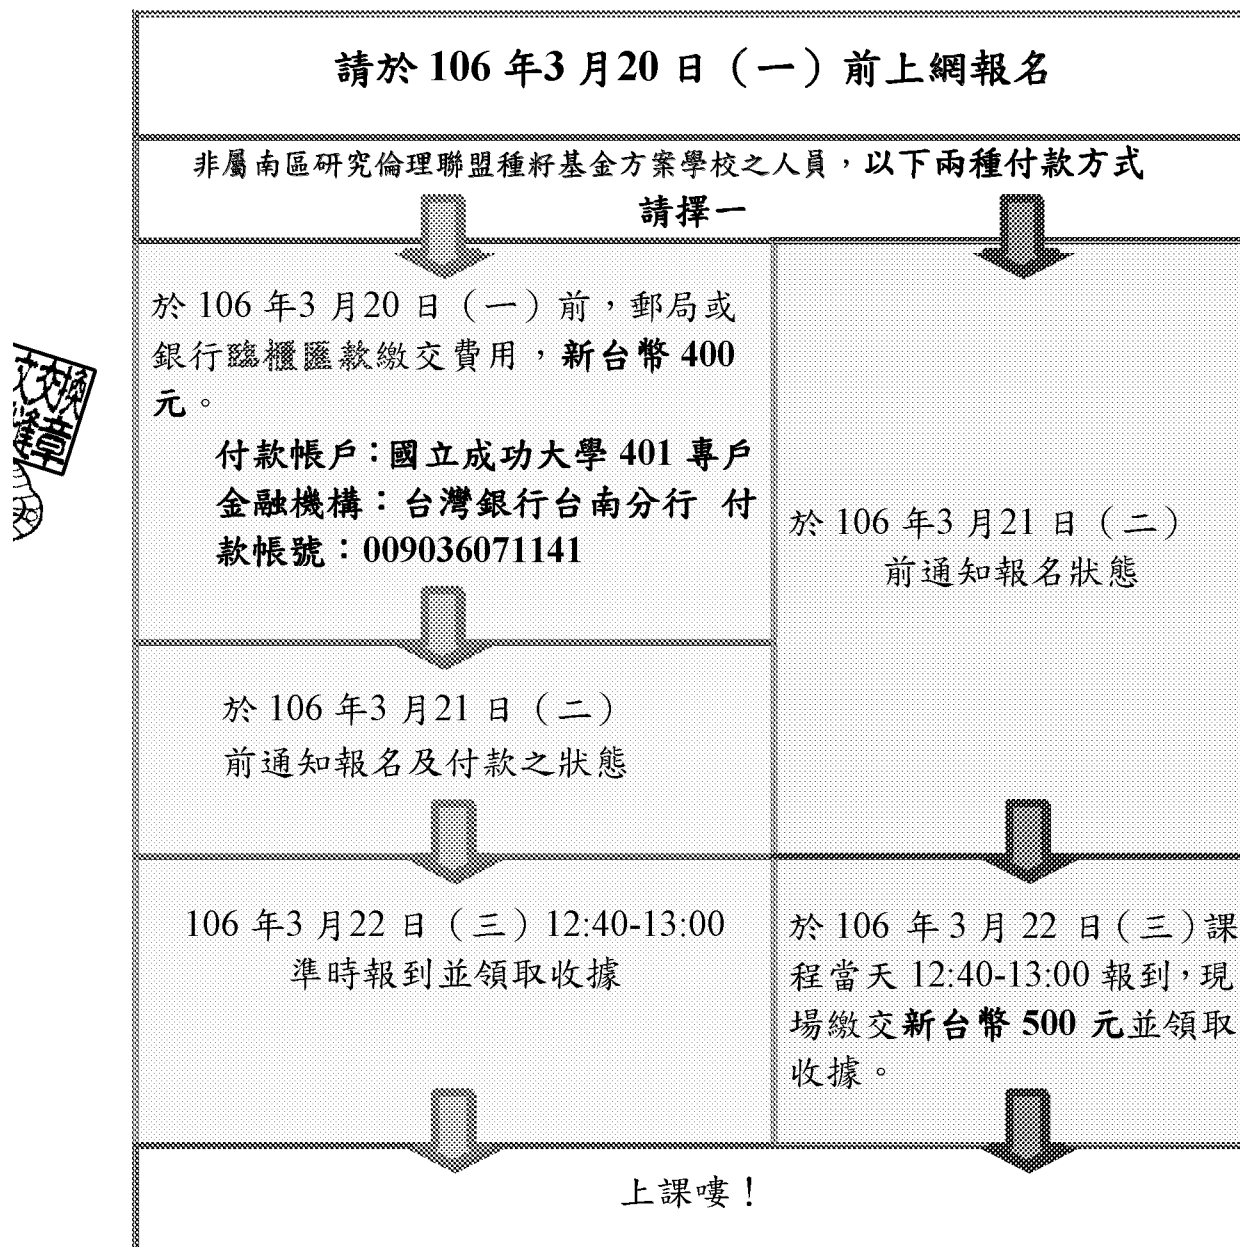 請於 106 年3 月20 日（一）前上網報名
非屬南區研究倫理聯盟種籽基金方案學校之人員，以下兩種付款方式
請擇一
於 106 年3 月20 日（一）前，郵局或
銀行臨櫃匯款繳交費用，新台幣 400
元。
付款帳戶：國立成功大學 401 專戶
金融機構：台灣銀行台南分行 付
款帳號：009036071141
於 106 年3 月21 日（二）
前通知報名及付款之狀態
106 年3 月22 日（三）12:40-13:00
準時報到並領取收據
於 106 年3 月21 日（二）
前通知報名狀態
於 106 年 3 月 22 日（三）課
程當天 12:40-13:00 報到，現
場繳交新台幣 500 元並領取
收據。
上課嘍！
文交換
縫章